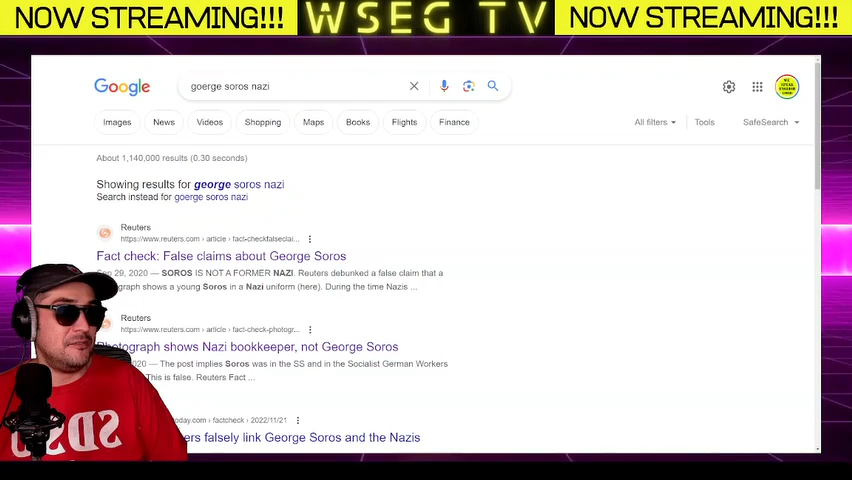 NOW STREAMING!!! WSEG TV NOW STREAMING!!!
Google goerge soros nazi
Images News Videos Shopping Maps Books Flights Finance All filters Tools SafeSearch
About 1,140,000 results (0.30 seconds)
Showing results for george soros nazi
Search instead for goerge soros nazi
Reuters
https://www.reuters.com › article › fact-checkfalseclai...
Fact check: False claims about George Soros
Sep 29, 2020 — SOROS IS NOT A FORMER NAZI. Reuters debunked a false claim that a
ograph shows a young Soros in a Nazi uniform (here). During the time Nazis ...
Reuters
https://www.reuters.com › article › fact-check-photogr...
Photograph shows Nazi bookkeeper, not George Soros
2020 — The post implies Soros was in the SS and in the Socialist German Workers
This is false. Reuters Fact ...
today.com › factcheck › 2022/11/21
ers falsely link George Soros and the Nazis